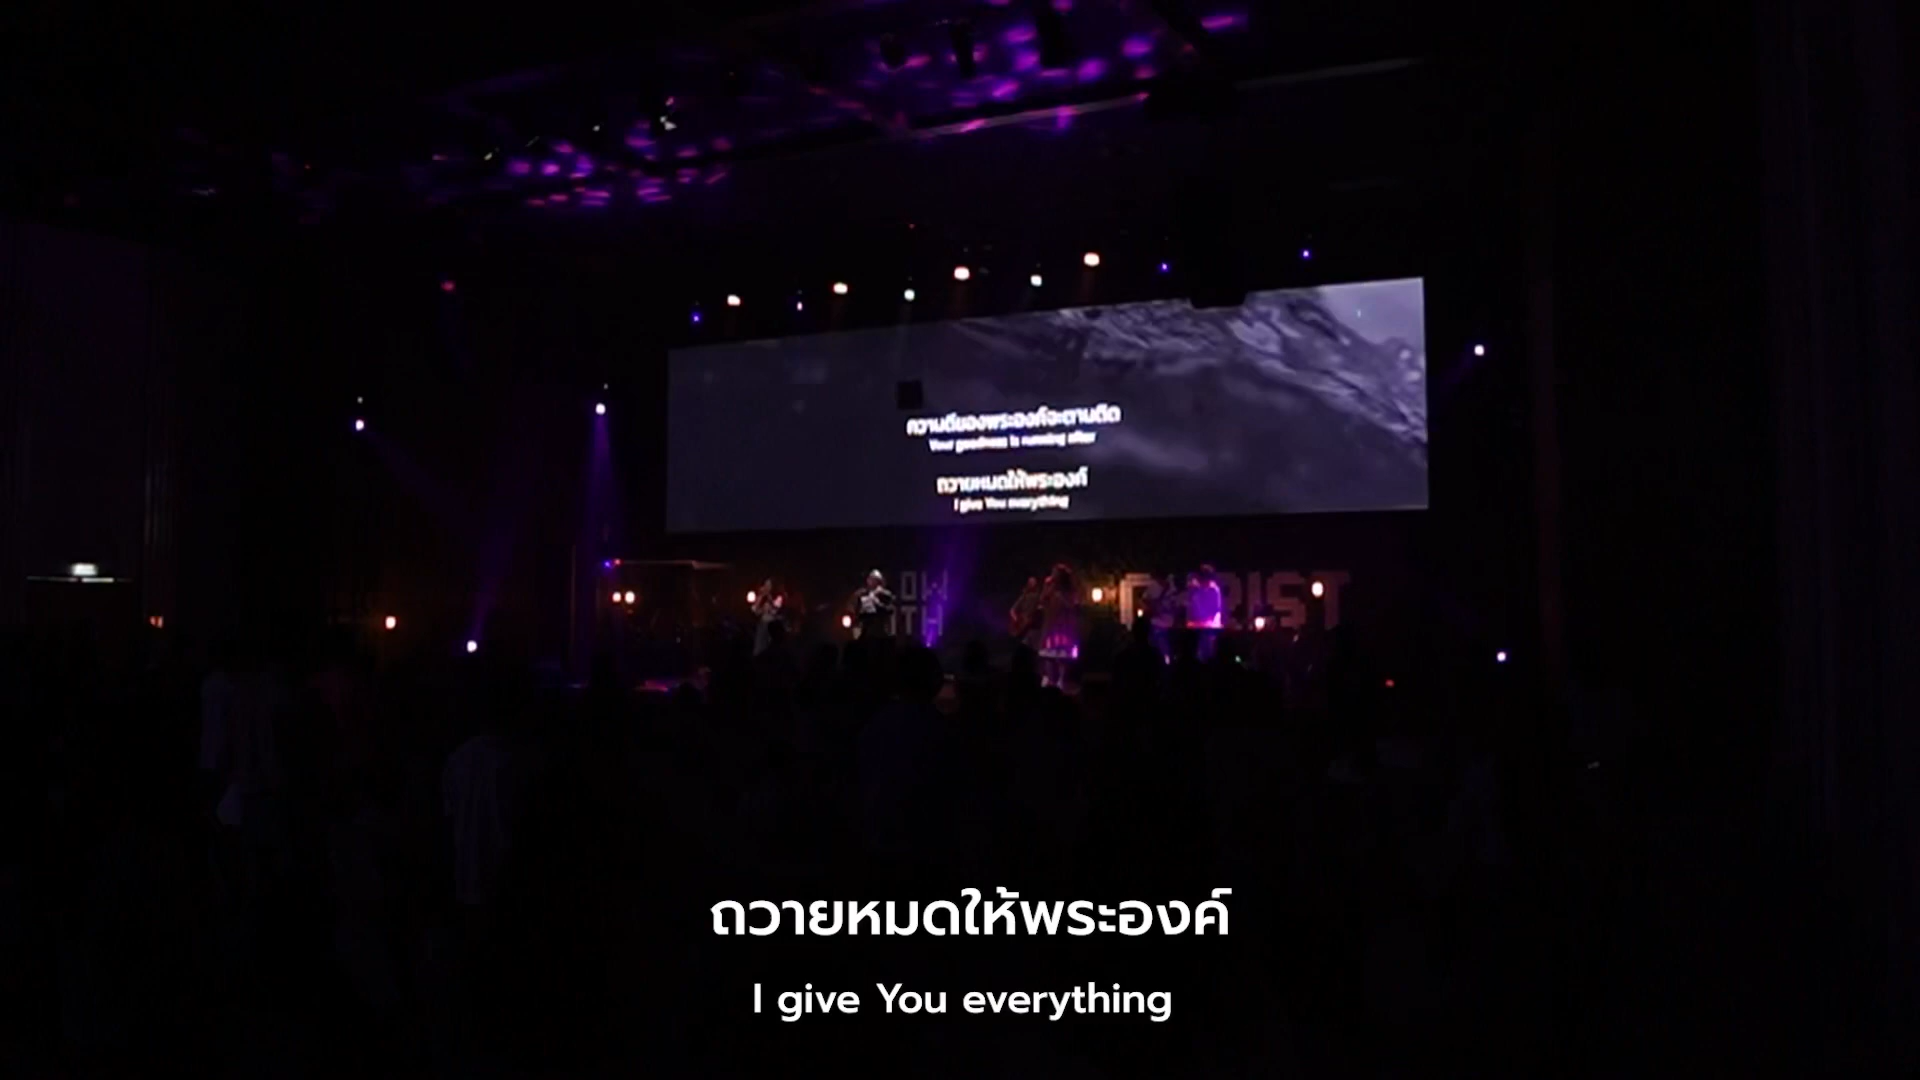 ความดีของพระองค์จะตามติด
Your goodness is running after
ถวายหมดให้พระองค์
I give You everything
CHRIST
ถวายหมดให้พระองค์
I give You everything